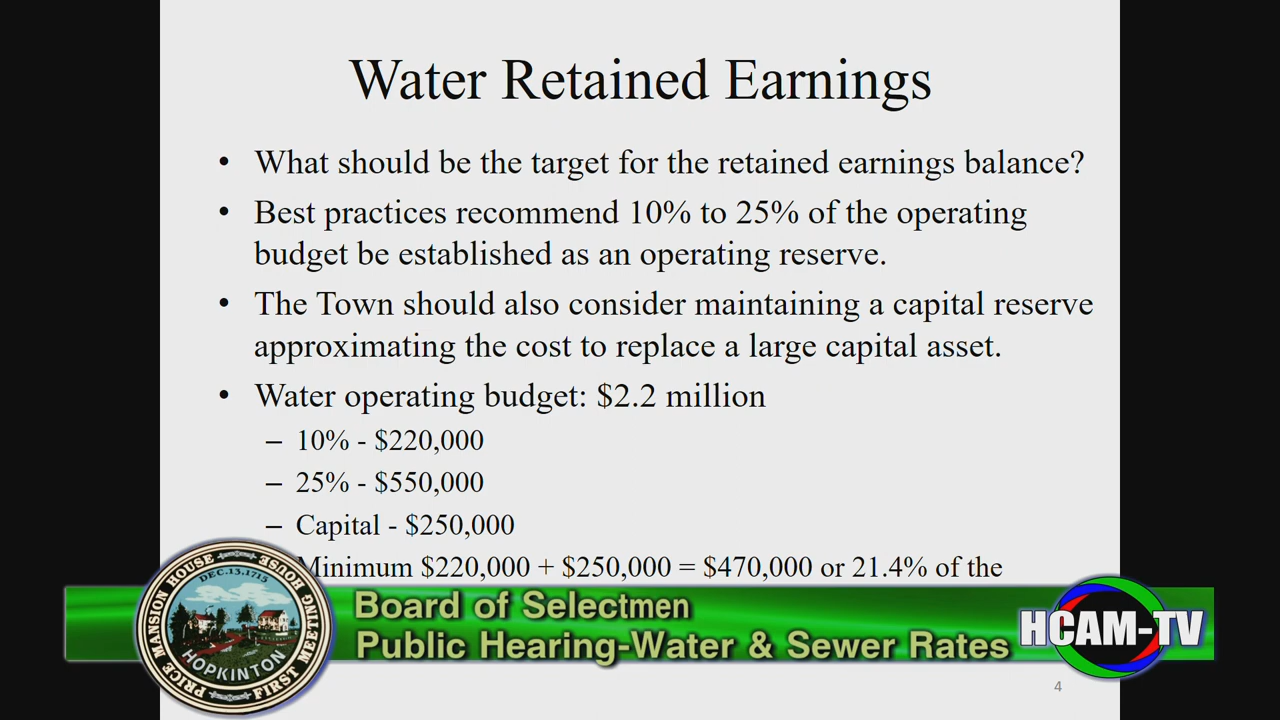 Water Retained Earnings
• What should be the target for the retained earnings balance?
• Best practices recommend 10% to 25% of the operating
budget be established as an operating reserve.
• The Town should also consider maintaining a capital reserve
approximating the cost to replace a large capital asset.
• Water operating budget: $2.2 million
– 10% - $220,000
– 25% - $550,000
– Capital - $250,000
Minimum $220,000 + $250,000 = $470,000 or 21.4% of the
PRICE MANSION HOUSE
FIRST MEETING HOUSE
DEC.13.1715
HOPKINTON
Board of Selectmen
Public Hearing-Water & Sewer Rates
HCAM-TV
4